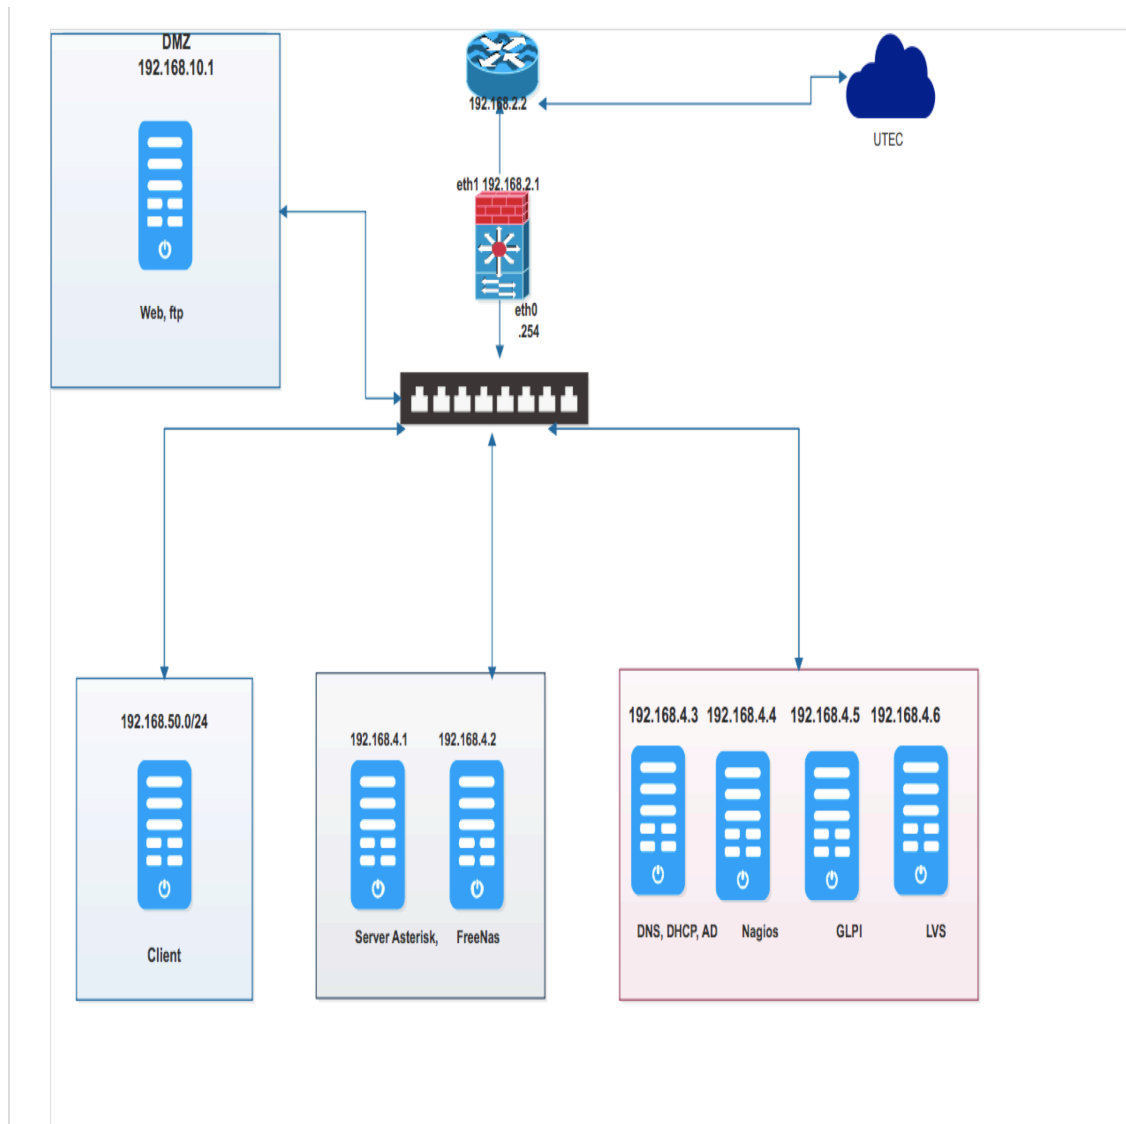 DMZ
192.168.10.1
Web, ftp
192.168.2.2
UTEC
eth1 192.168.2.1
eth0
.254
192.168.50.0/24
Client
192.168.4.1
192.168.4.2
Server Asterisk,
FreeNas
192.168.4.3
192.168.4.4
192.168.4.5
192.168.4.6
DNS, DHCP, AD
Nagios
GLPI
LVS